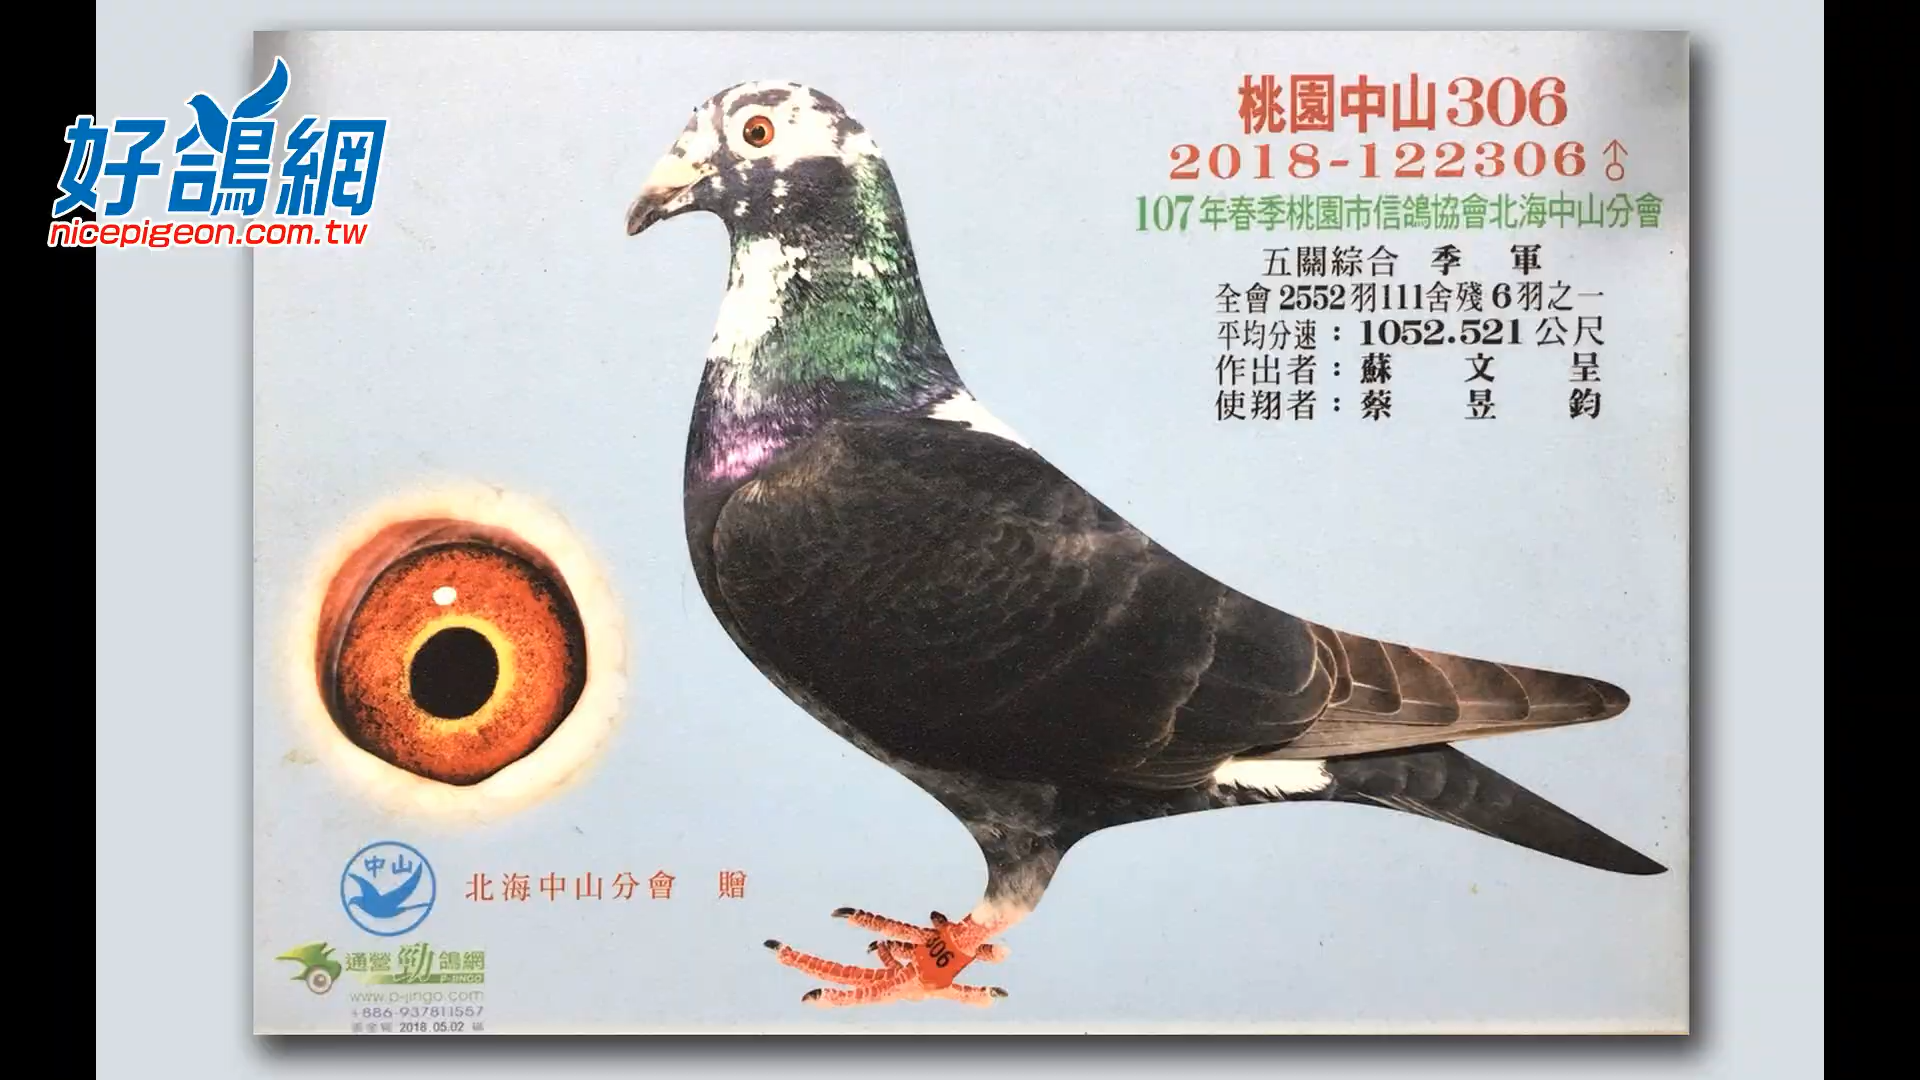 好鴿網
nicepigeon.com.tw
桃園中山306
2018-122306♂
107年春季桃園市信鴿協會北海中山分會
五關綜合 季 軍
全會2552羽111舍殘6羽之一
平均分速：1052.521公尺
作出者：蘇 文 呈
使翔者：蔡 昱 鈞
中山
北海中山分會 贈
306
通營勁鴿網
P-JINGO
www.p-jingo.com
+886-937811557
2018.05.02